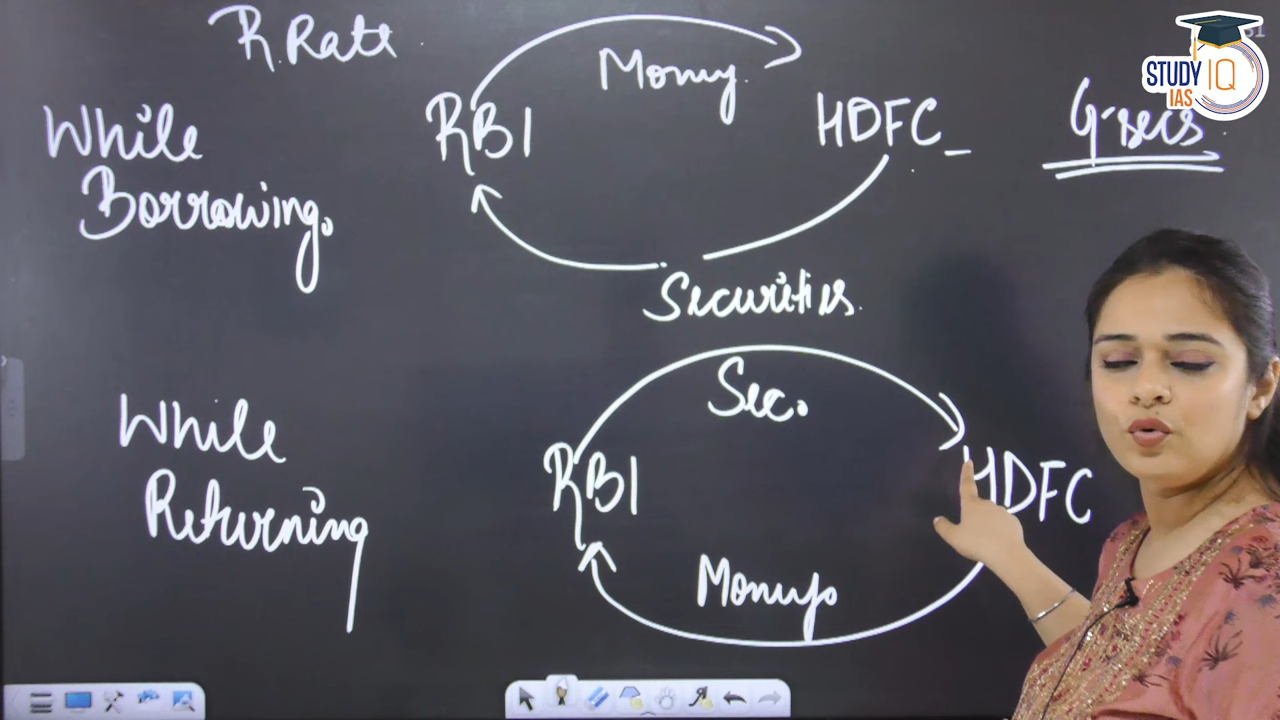 R.Rate
STUDY IQ
IAS
While
Borrowing.
RBI
Money.
HDFC
G-secs
Securities.
While
Returning
RBI
Sec.
HDFC
Money.